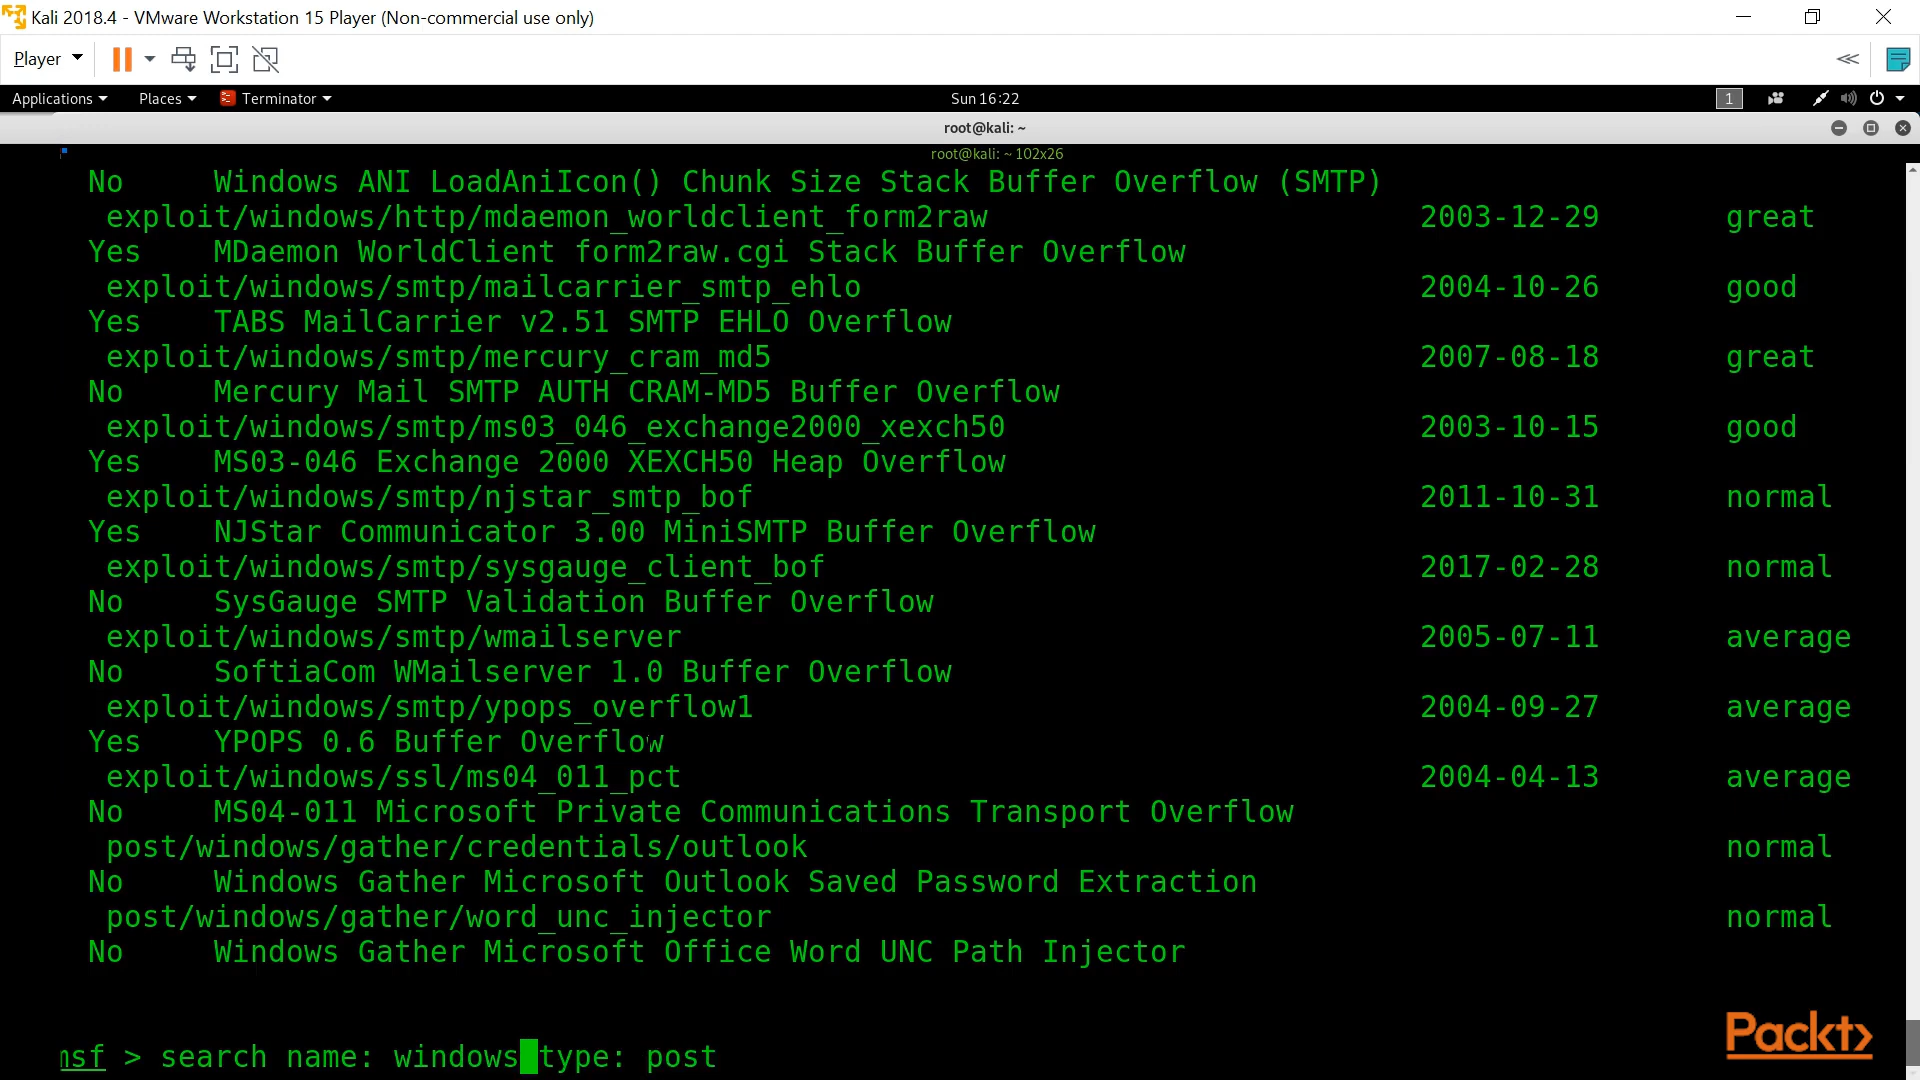 Kali 2018.4 - VMware Workstation 15 Player (Non-commercial use only)
Player
Applications Places Terminator Sun 16:22 1
root@kali: ~
root@kali: ~ 102x26
No Windows ANI LoadAniIcon() Chunk Size Stack Buffer Overflow (SMTP)
exploit/windows/http/mdaemon_worldclient_form2raw 2003-12-29 great
Yes MDaemon WorldClient form2raw.cgi Stack Buffer Overflow
exploit/windows/smtp/mailcarrier_smtp_ehlo 2004-10-26 good
Yes TABS MailCarrier v2.51 SMTP EHLO Overflow
exploit/windows/smtp/mercury_cram_md5 2007-08-18 great
No Mercury Mail SMTP AUTH CRAM-MD5 Buffer Overflow
exploit/windows/smtp/ms03_046_exchange2000_xexch50 2003-10-15 good
Yes MS03-046 Exchange 2000 XEXCH50 Heap Overflow
exploit/windows/smtp/njstar_smtp_bof 2011-10-31 normal
Yes NJStar Communicator 3.00 MiniSMTP Buffer Overflow
exploit/windows/smtp/sysgauge_client_bof 2017-02-28 normal
No SysGauge SMTP Validation Buffer Overflow
exploit/windows/smtp/wmailserver 2005-07-11 average
No SoftiaCom WMailserver 1.0 Buffer Overflow
exploit/windows/smtp/ypops_overflow1 2004-09-27 average
Yes YPOPS 0.6 Buffer Overflow
exploit/windows/ssl/ms04_011_pct 2004-04-13 average
No MS04-011 Microsoft Private Communications Transport Overflow
post/windows/gather/credentials/outlook normal
No Windows Gather Microsoft Outlook Saved Password Extraction
post/windows/gather/word_unc_injector normal
No Windows Gather Microsoft Office Word UNC Path Injector
Packt>
msf > search name: windows type: post